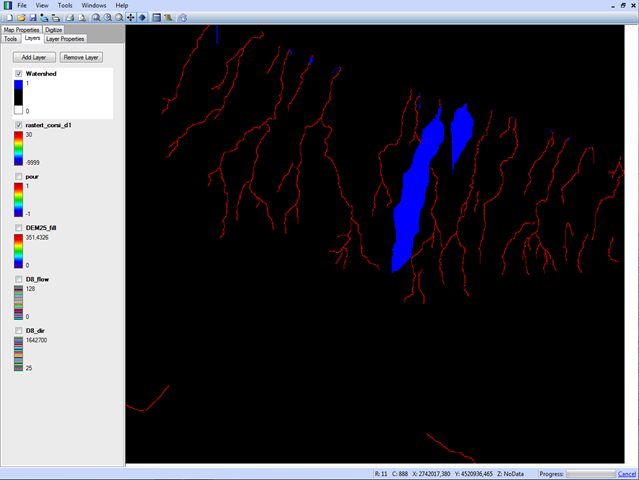 File View Tools Windows Help
Map Properties Digitize
Tools Layers Layer Properties
Add Layer Remove Layer
Watershed
1
0
rastert_corsi_d1
30
-9999
pour
1
-1
DEM25_fill
351,4326
0
D8_flow
128
0
D8_dir
1642700
25
R: 11 C: 888 X: 2742017,380 Y: 4520936,465 Z: NoData Progress: Cancel